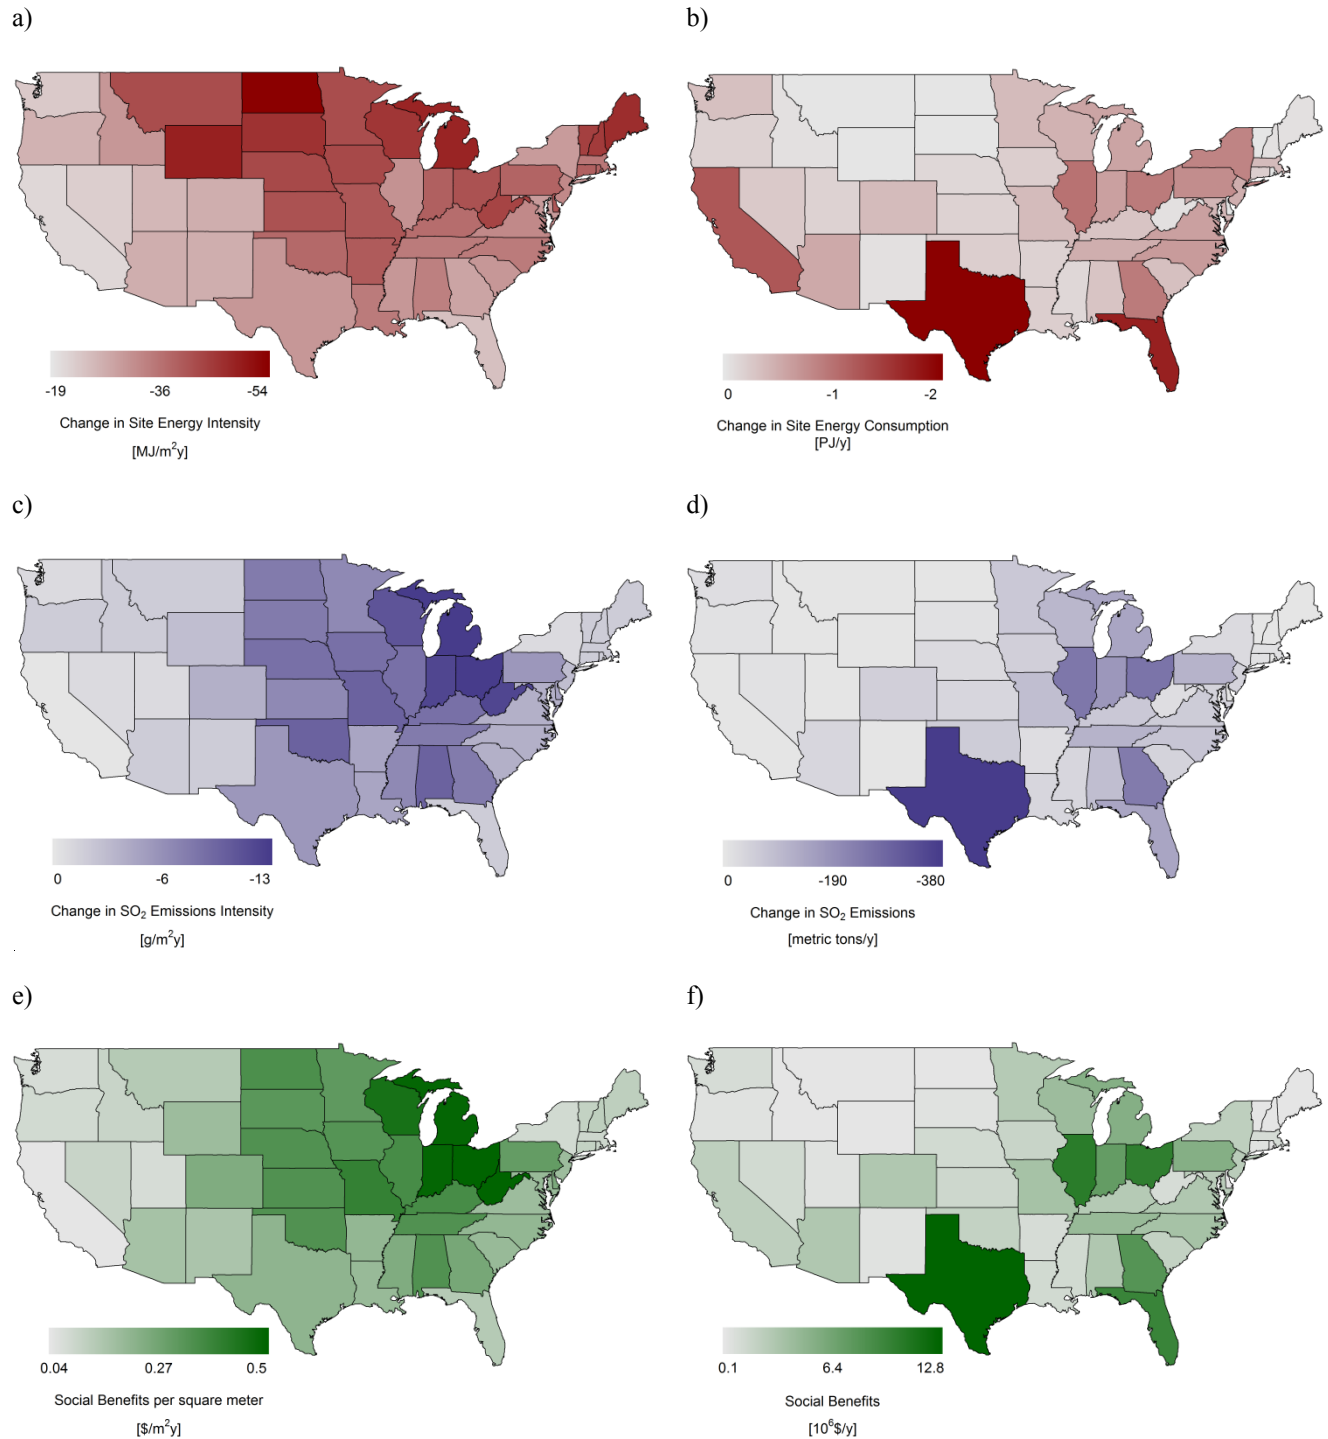 a)
b)
-19 -36 -54
Change in Site Energy Intensity
[MJ/m²y]
0 -1 -2
Change in Site Energy Consumption
[PJ/y]
c)
d)
0 -6 -13
Change in SO₂ Emissions Intensity
[g/m²y]
0 -190 -380
Change in SO₂ Emissions
[metric tons/y]
e)
f)
0.04 0.27 0.5
Social Benefits per square meter
[$/m²y]
0.1 6.4 12.8
Social Benefits
[10⁶$/y]